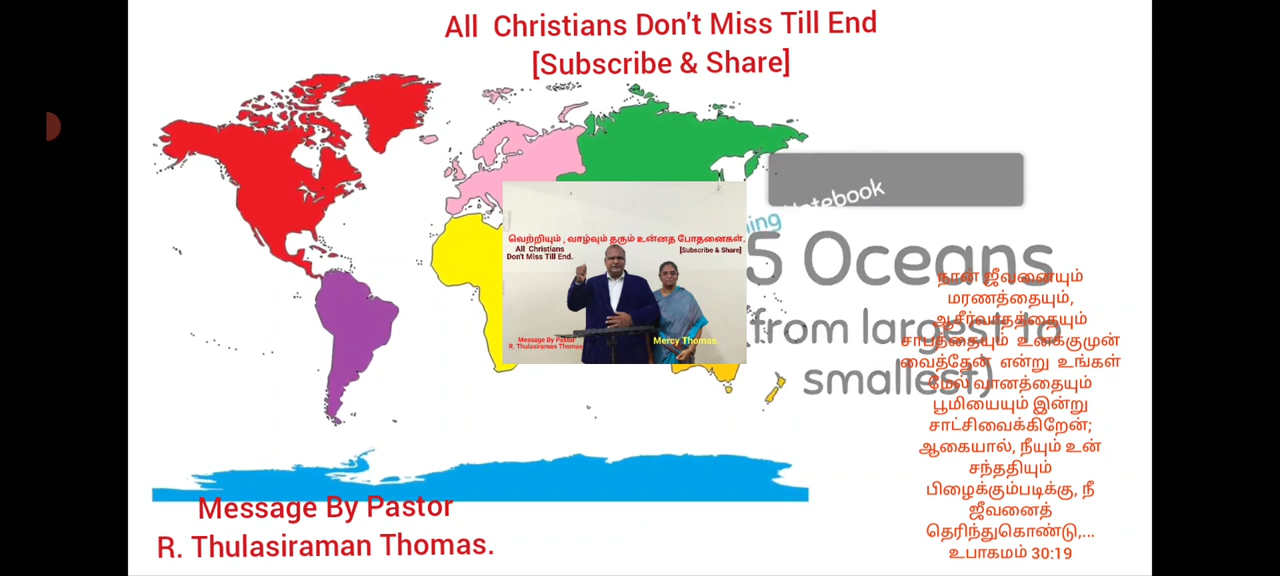 All Christians Don't Miss Till End
[Subscribe & Share]
Notebook
5 Oceans
from largest to
smallest)
வெற்றியும் , வாழ்வும் தரும் உன்னத போதனைகள்.
All Christians
Don't Miss Till End.
[Subscribe & Share]
Message By Pastor
R. Thulasiraman Thomas
Mercy Thomas.
நான் ஜீவனையும்
மரணத்தையும்,
ஆசீர்வாதத்தையும்
சாபத்தையும் உனக்குமுன்
வைத்தேன் என்று உங்கள்
மேல் வானத்தையும்
பூமியையும் இன்று
சாட்சிவைக்கிறேன்;
ஆகையால், நீயும் உன்
சந்ததியும்
பிழைக்கும்படிக்கு, நீ
ஜீவனைத்
தெரிந்துகொண்டு,...
உபாகமம் 30:19
Message By Pastor
R. Thulasiraman Thomas.